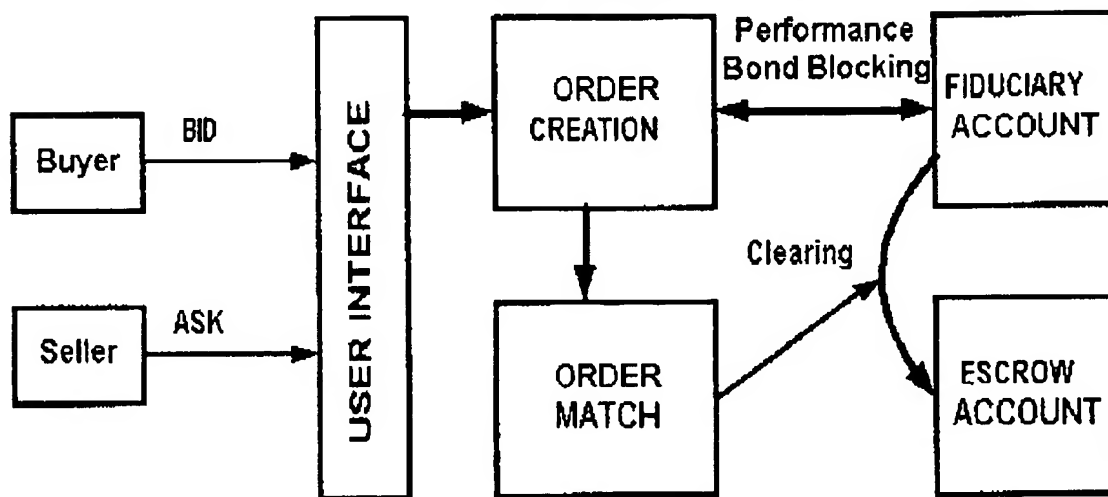 Performance
Bond Blocking
ORDER
CREATION
FIDUCIARY
ACCOUNT
BID
Buyer
USER INTERFACE
Clearing
ASK
Seller
ORDER
MATCH
ESCROW
ACCOUNT